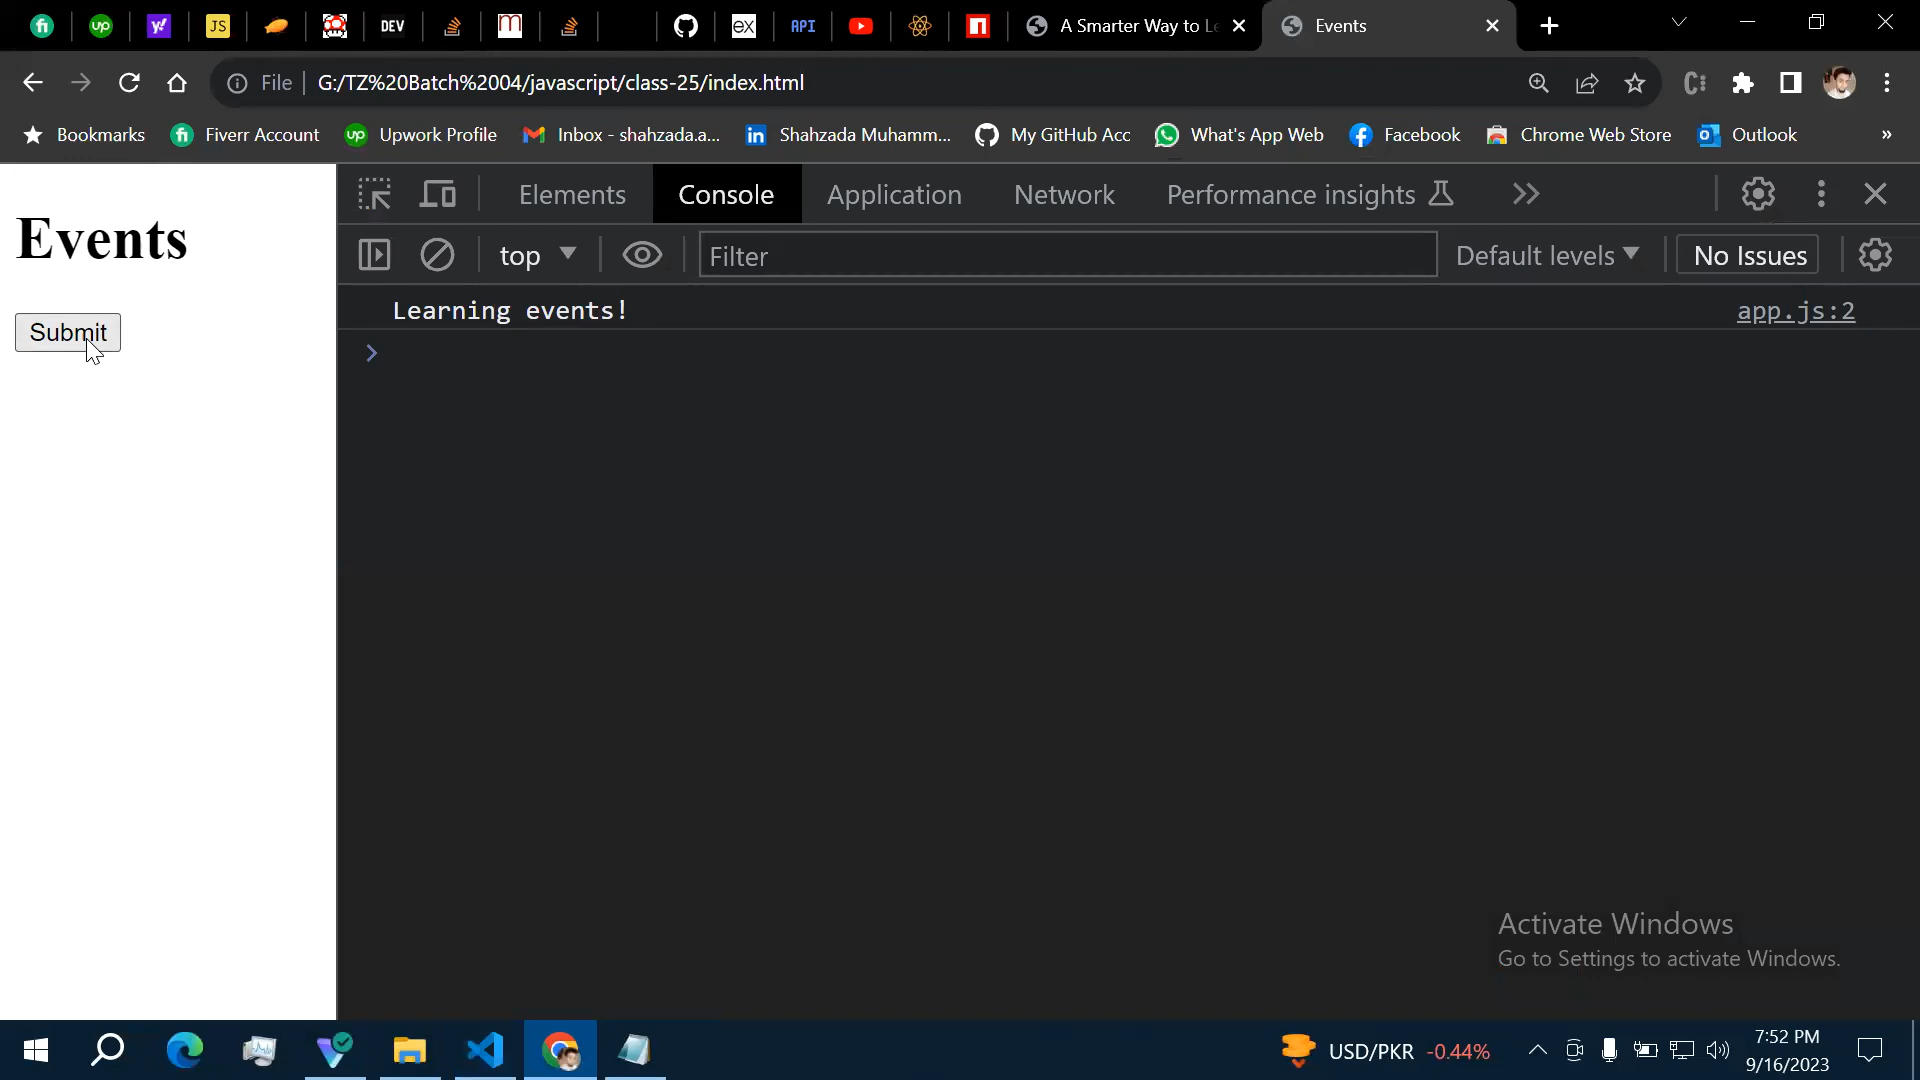 DEV
API
A Smarter Way to Le
Events
File
G:/TZ%20Batch%2004/javascript/class-25/index.html
Bookmarks
Fiverr Account
Upwork Profile
Inbox - shahzada.a...
Shahzada Muhamm...
My GitHub Acc
What's App Web
Facebook
Chrome Web Store
Outlook
Events
Submit
Elements
Console
Application
Network
Performance insights
top
Filter
Default levels
No Issues
Learning events!
app.js:2
Activate Windows
Go to Settings to activate Windows.
USD/PKR -0.44%
7:52 PM
9/16/2023